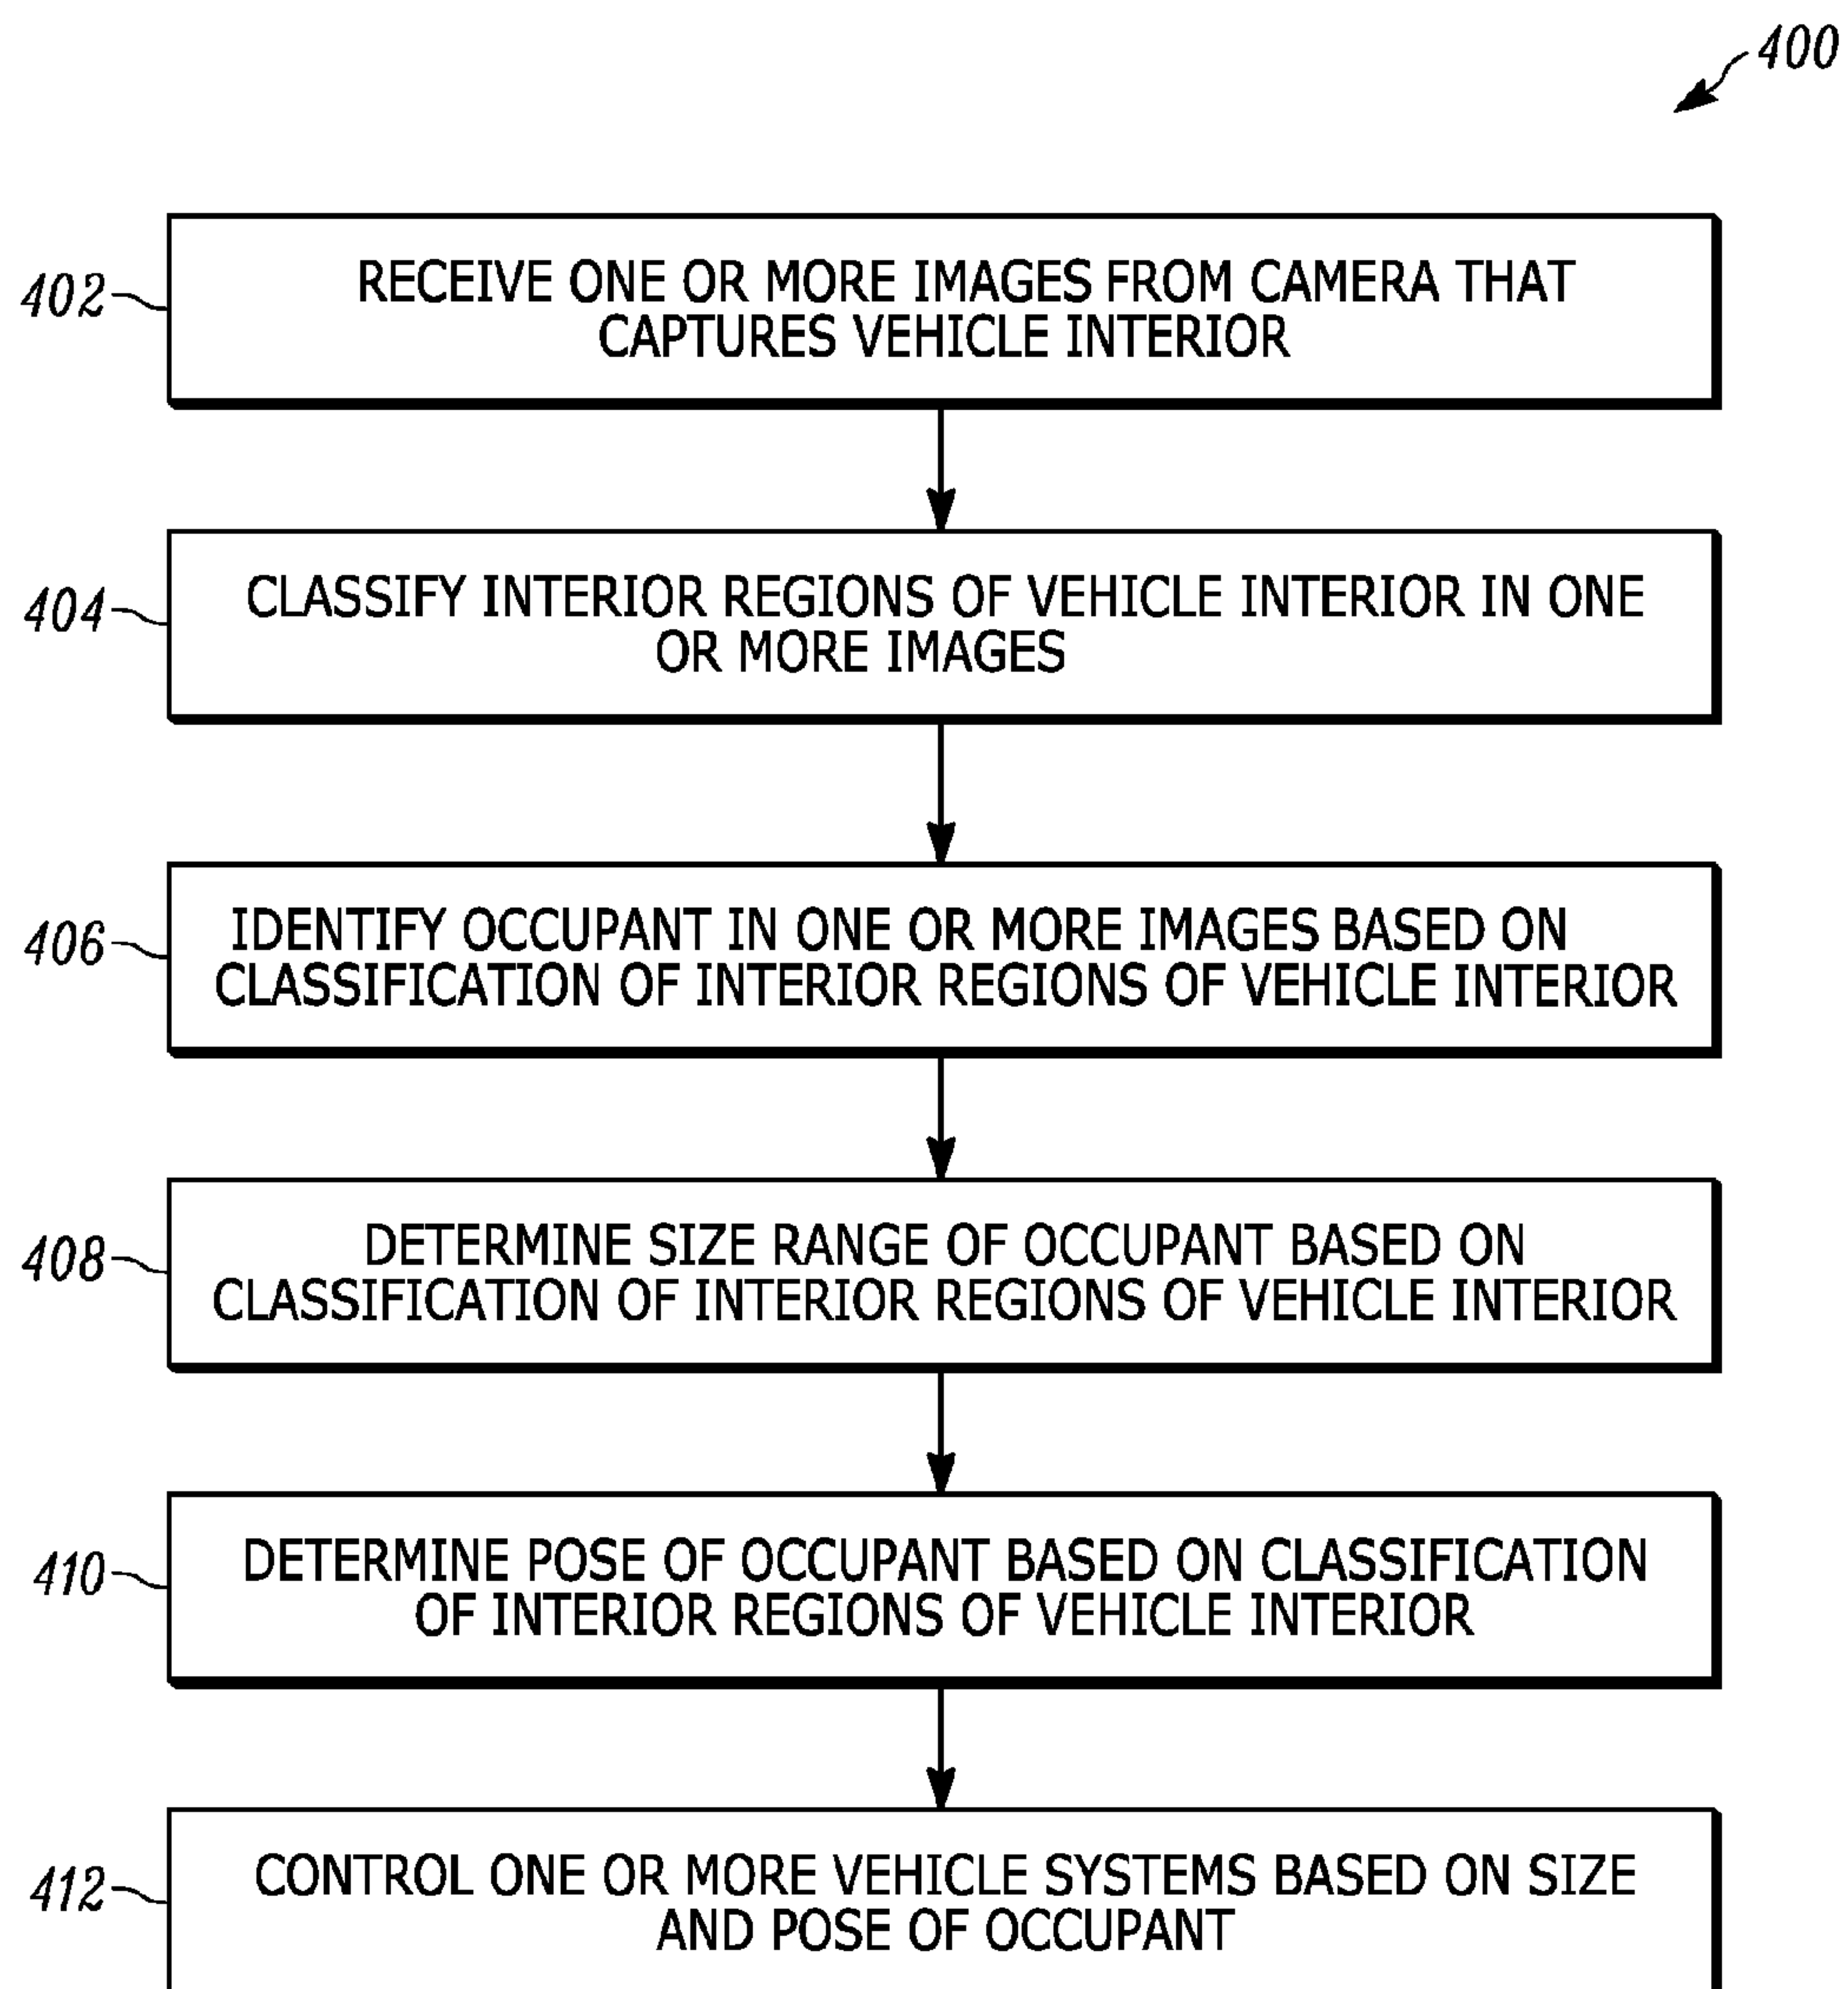 400
402
RECEIVE ONE OR MORE IMAGES FROM CAMERA THAT
CAPTURES VEHICLE INTERIOR
404
CLASSIFY INTERIOR REGIONS OF VEHICLE INTERIOR IN ONE
OR MORE IMAGES
406
IDENTIFY OCCUPANT IN ONE OR MORE IMAGES BASED ON
CLASSIFICATION OF INTERIOR REGIONS OF VEHICLE INTERIOR
408
DETERMINE SIZE RANGE OF OCCUPANT BASED ON
CLASSIFICATION OF INTERIOR REGIONS OF VEHICLE INTERIOR
410
DETERMINE POSE OF OCCUPANT BASED ON CLASSIFICATION
OF INTERIOR REGIONS OF VEHICLE INTERIOR
412
CONTROL ONE OR MORE VEHICLE SYSTEMS BASED ON SIZE
AND POSE OF OCCUPANT